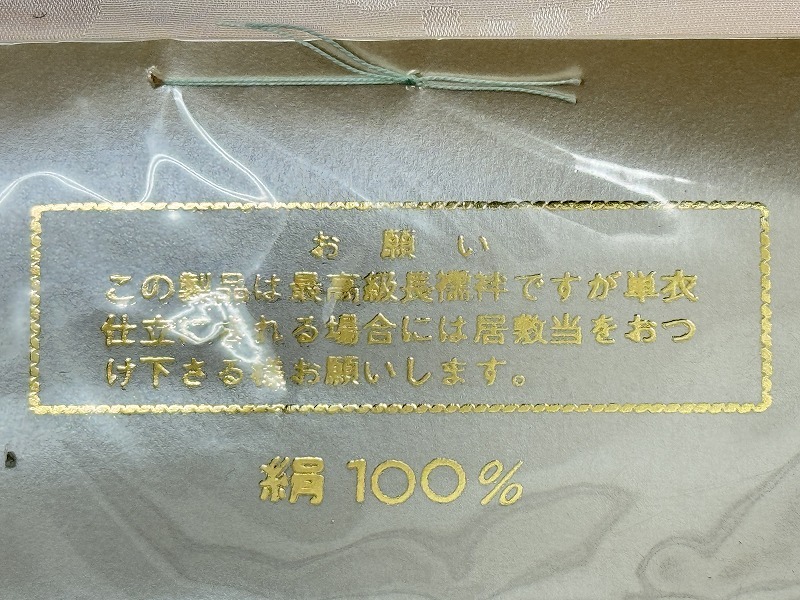 お願い
この製品は最高級長襦袢ですが単衣
仕立にされる場合には居敷当をおつ
け下さる様お願いします。
絹100%